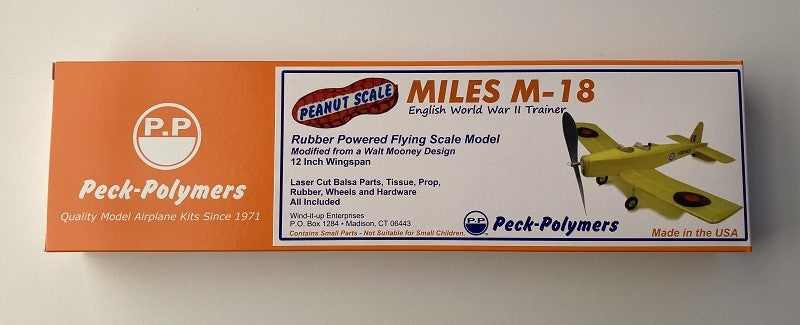 P.P
Peck-Polymers
Quality Model Airplane Kits Since 1971
PEANUT SCALE
MILES M-18
English World War II Trainer
Rubber Powered Flying Scale Model
Modified from a Walt Mooney Design
12 Inch Wingspan
Laser Cut Balsa Parts, Tissue, Prop,
Rubber, Wheels and Hardware
All Included
Wind-it-up Enterprises
P.O. Box 1284 • Madison, CT 06443
Contains Small Parts - Not Suitable for Small Children.
P.P
Peck-Polymers
Made in the USA